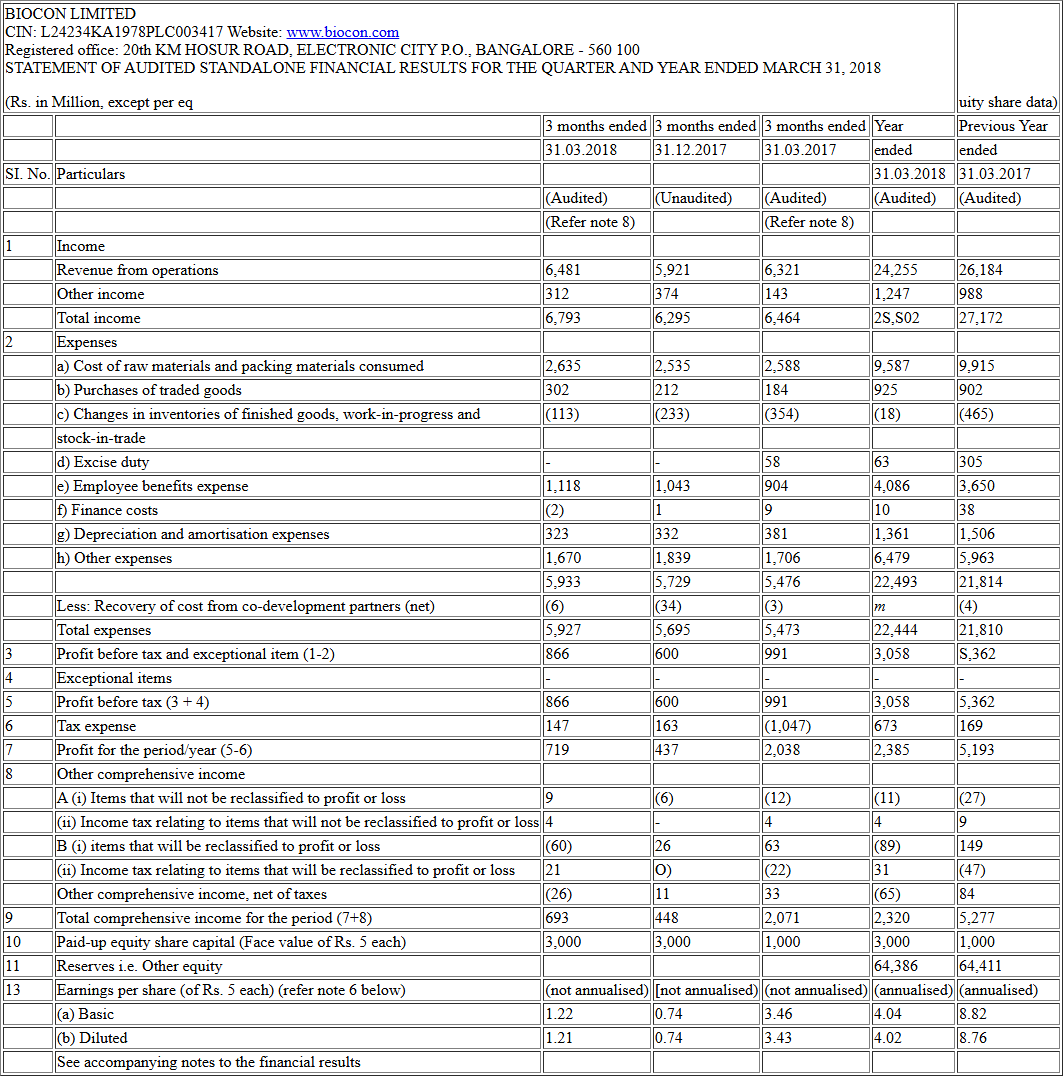 BIOCON LIMITED
CIN: L24234KA1978PLC003417 Website: www.biocon.com
Registered office: 20th KM HOSUR ROAD, ELECTRONIC CITY P.O., BANGALORE - 560 100
STATEMENT OF AUDITED STANDALONE FINANCIAL RESULTS FOR THE QUARTER AND YEAR ENDED MARCH 31, 2018
(Rs. in Million, except per eq uity share data)
3 months ended 3 months ended 3 months ended Year Previous Year
31.03.2018 31.12.2017 31.03.2017 ended ended
SI. No. Particulars 31.03.2018 31.03.2017
(Audited) (Unaudited) (Audited) (Audited) (Audited)
(Refer note 8) (Refer note 8)
1 Income
Revenue from operations 6,481 5,921 6,321 24,255 26,184
Other income 312 374 143 1,247 988
Total income 6,793 6,295 6,464 2S,S02 27,172
2 Expenses
a) Cost of raw materials and packing materials consumed 2,635 2,535 2,588 9,587 9,915
b) Purchases of traded goods 302 212 184 925 902
c) Changes in inventories of finished goods, work-in-progress and (113) (233) (354) (18) (465)
stock-in-trade
d) Excise duty - - 58 63 305
e) Employee benefits expense 1,118 1,043 904 4,086 3,650
f) Finance costs (2) 1 9 10 38
g) Depreciation and amortisation expenses 323 332 381 1,361 1,506
h) Other expenses 1,670 1,839 1,706 6,479 5,963
5,933 5,729 5,476 22,493 21,814
Less: Recovery of cost from co-development partners (net) (6) (34) (3) m (4)
Total expenses 5,927 5,695 5,473 22,444 21,810
3 Profit before tax and exceptional item (1-2) 866 600 991 3,058 S,362
4 Exceptional items - - - - -
5 Profit before tax (3 + 4) 866 600 991 3,058 5,362
6 Tax expense 147 163 (1,047) 673 169
7 Profit for the period/year (5-6) 719 437 2,038 2,385 5,193
8 Other comprehensive income
A (i) Items that will not be reclassified to profit or loss 9 (6) (12) (11) (27)
(ii) Income tax relating to items that will not be reclassified to profit or loss 4 - 4 4 9
B (i) items that will be reclassified to profit or loss (60) 26 63 (89) 149
(ii) Income tax relating to items that will be reclassified to profit or loss 21 O) (22) 31 (47)
Other comprehensive income, net of taxes (26) 11 33 (65) 84
9 Total comprehensive income for the period (7+8) 693 448 2,071 2,320 5,277
10 Paid-up equity share capital (Face value of Rs. 5 each) 3,000 3,000 1,000 3,000 1,000
11 Reserves i.e. Other equity 64,386 64,411
13 Earnings per share (of Rs. 5 each) (refer note 6 below) (not annualised) [not annualised) (not annualised) (annualised) (annualised)
(a) Basic 1.22 0.74 3.46 4.04 8.82
(b) Diluted 1.21 0.74 3.43 4.02 8.76
See accompanying notes to the financial results